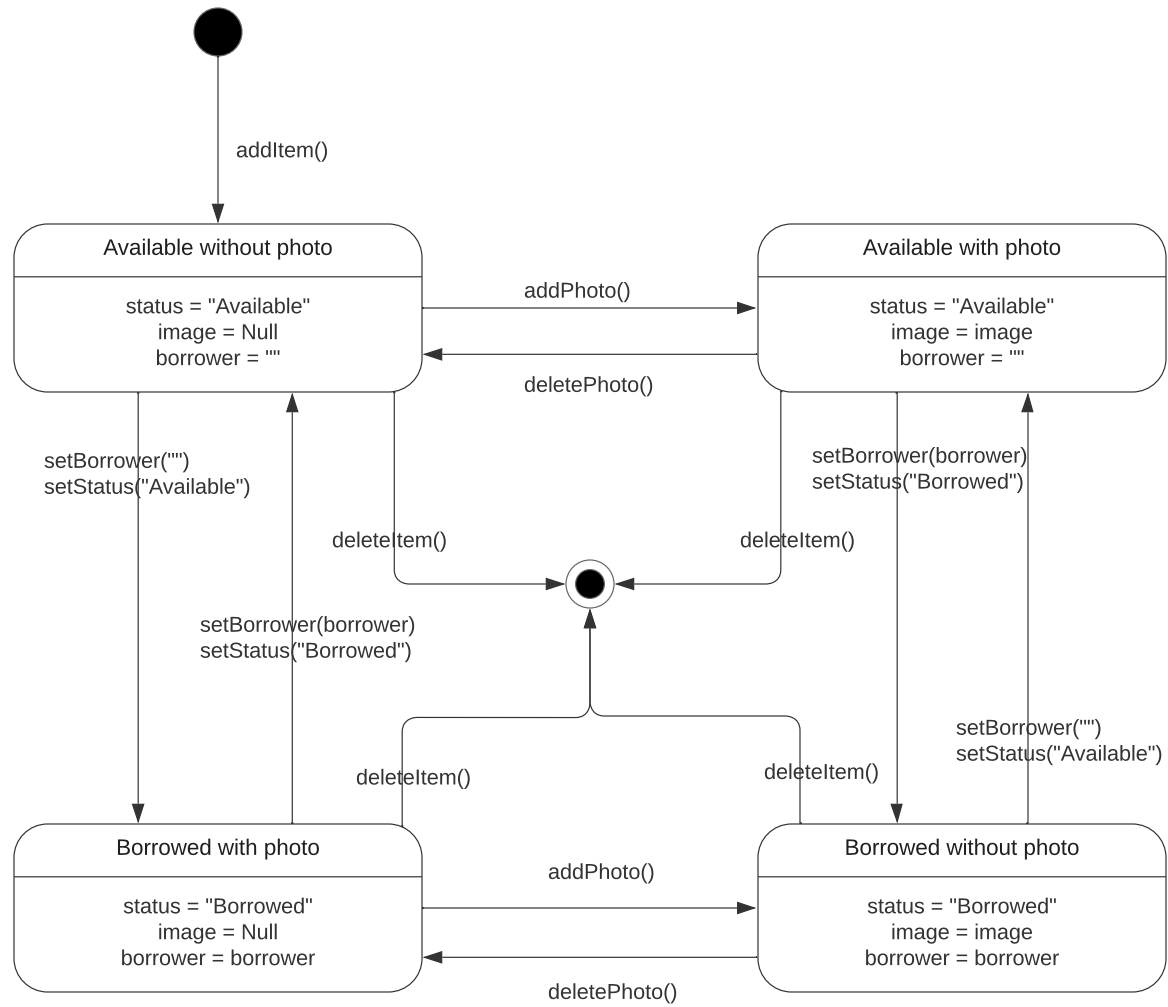 addItem()
Available without photo
status = "Available"
image = Null
borrower = ""
addPhoto()
deletePhoto()
Available with photo
status = "Available"
image = image
borrower = ""
setBorrower("")
setStatus("Available")
setBorrower(borrower)
setStatus("Borrowed")
deleteItem()
deleteItem()
setBorrower(borrower)
setStatus("Borrowed")
setBorrower("")
setStatus("Available")
deleteItem()
deleteItem()
Borrowed with photo
status = "Borrowed"
image = Null
borrower = borrower
addPhoto()
deletePhoto()
Borrowed without photo
status = "Borrowed"
image = image
borrower = borrower